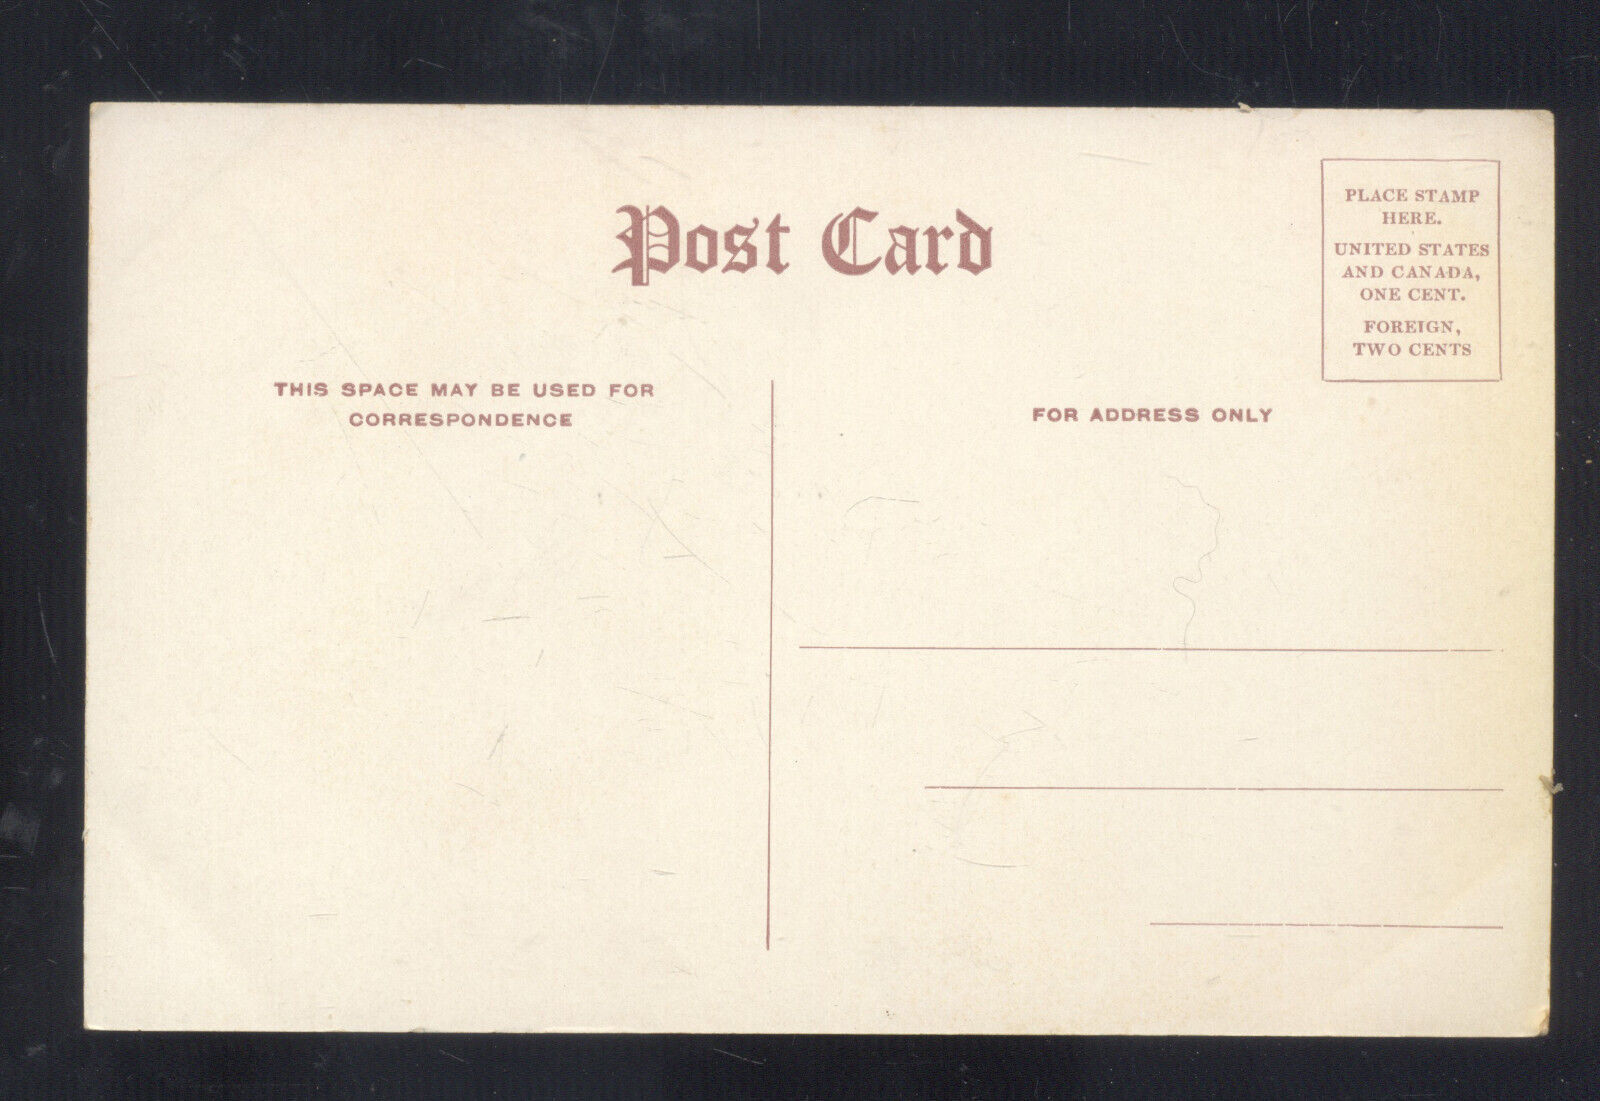 Post Card
PLACE STAMP
HERE.
UNITED STATES
AND CANADA,
ONE CENT.
FOREIGN,
TWO CENTS
THIS SPACE MAY BE USED FOR
CORRESPONDENCE
FOR ADDRESS ONLY